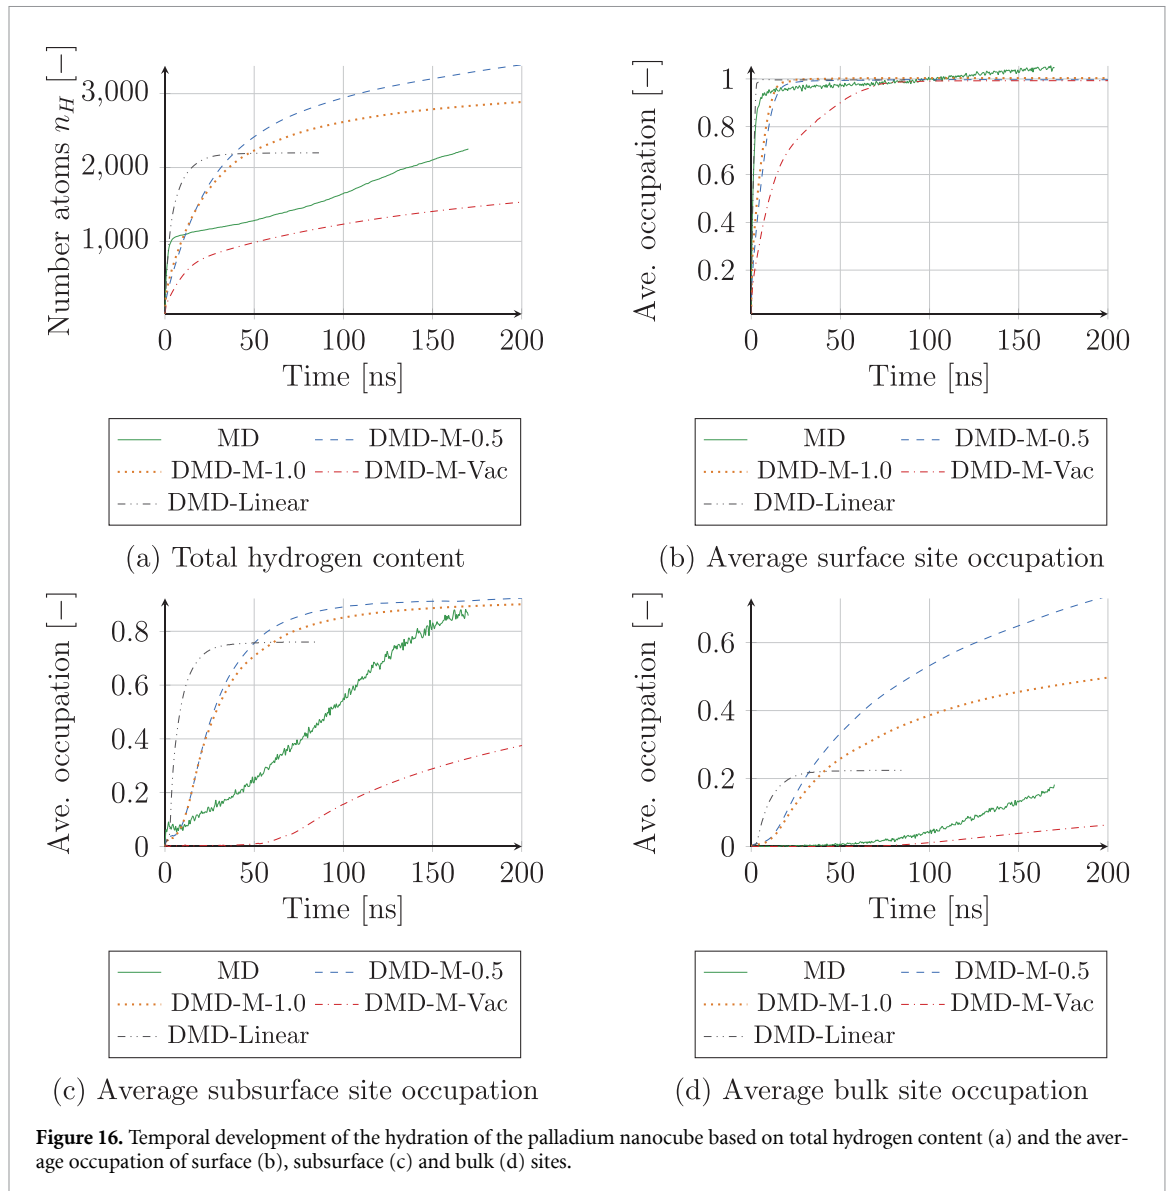 Number atoms n_H [−]
3,000
2,000
1,000
0 50 100 150 200
Time [ns]
MD DMD-M-0.5
DMD-M-1.0 DMD-M-Vac
DMD-Linear
(a) Total hydrogen content
Ave. occupation [−]
1
0.8
0.6
0.4
0.2
0 50 100 150 200
Time [ns]
MD DMD-M-0.5
DMD-M-1.0 DMD-M-Vac
DMD-Linear
(b) Average surface site occupation
Ave. occupation [−]
0.8
0.6
0.4
0.2
0
0 50 100 150 200
Time [ns]
MD DMD-M-0.5
DMD-M-1.0 DMD-M-Vac
DMD-Linear
(c) Average subsurface site occupation
Ave. occupation [−]
0.6
0.4
0.2
0
0 50 100 150 200
Time [ns]
MD DMD-M-0.5
DMD-M-1.0 DMD-M-Vac
DMD-Linear
(d) Average bulk site occupation
Figure 16. Temporal development of the hydration of the palladium nanocube based on total hydrogen content (a) and the aver-
age occupation of surface (b), subsurface (c) and bulk (d) sites.